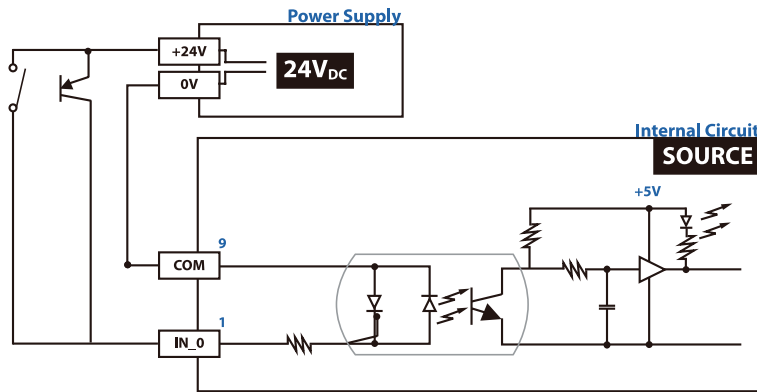 Power Supply
+24V
0V
24VDC
Internal Circuit
SOURCE
+5V
9
COM
1
IN_0